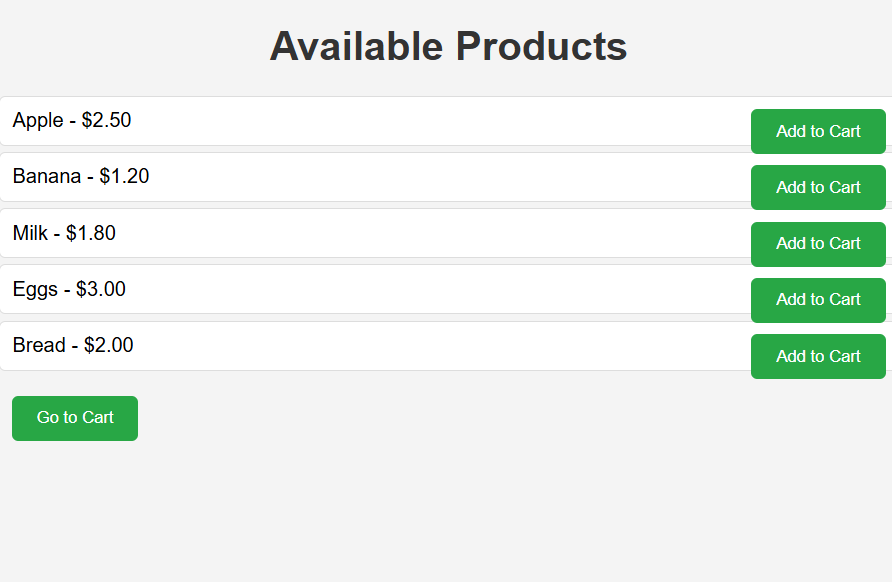 Available Products
Apple - $2.50
Add to Cart
Banana - $1.20
Add to Cart
Milk - $1.80
Add to Cart
Eggs - $3.00
Add to Cart
Bread - $2.00
Add to Cart
Go to Cart